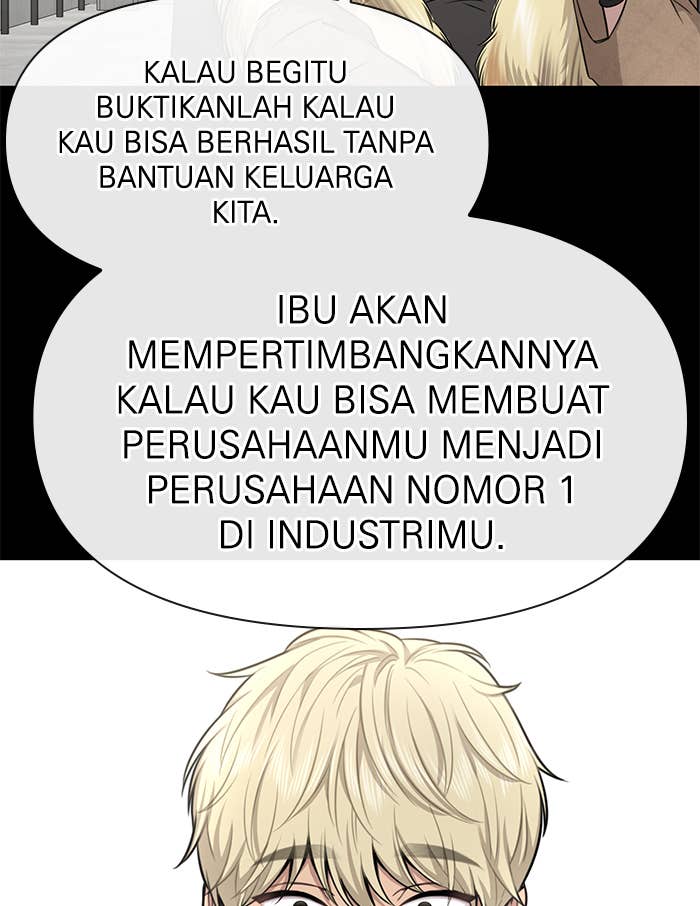 KALAU BEGITU
BUKTIKANLAH KALAU
KAU BISA BERHASIL TANPA
BANTUAN KELUARGA
KITA.
IBU AKAN
MEMPERTIMBANGKANNYA
KALAU KAU BISA MEMBUAT
PERUSAHAANMU MENJADI
PERUSAHAAN NOMOR 1
DI INDUSTRIMU.